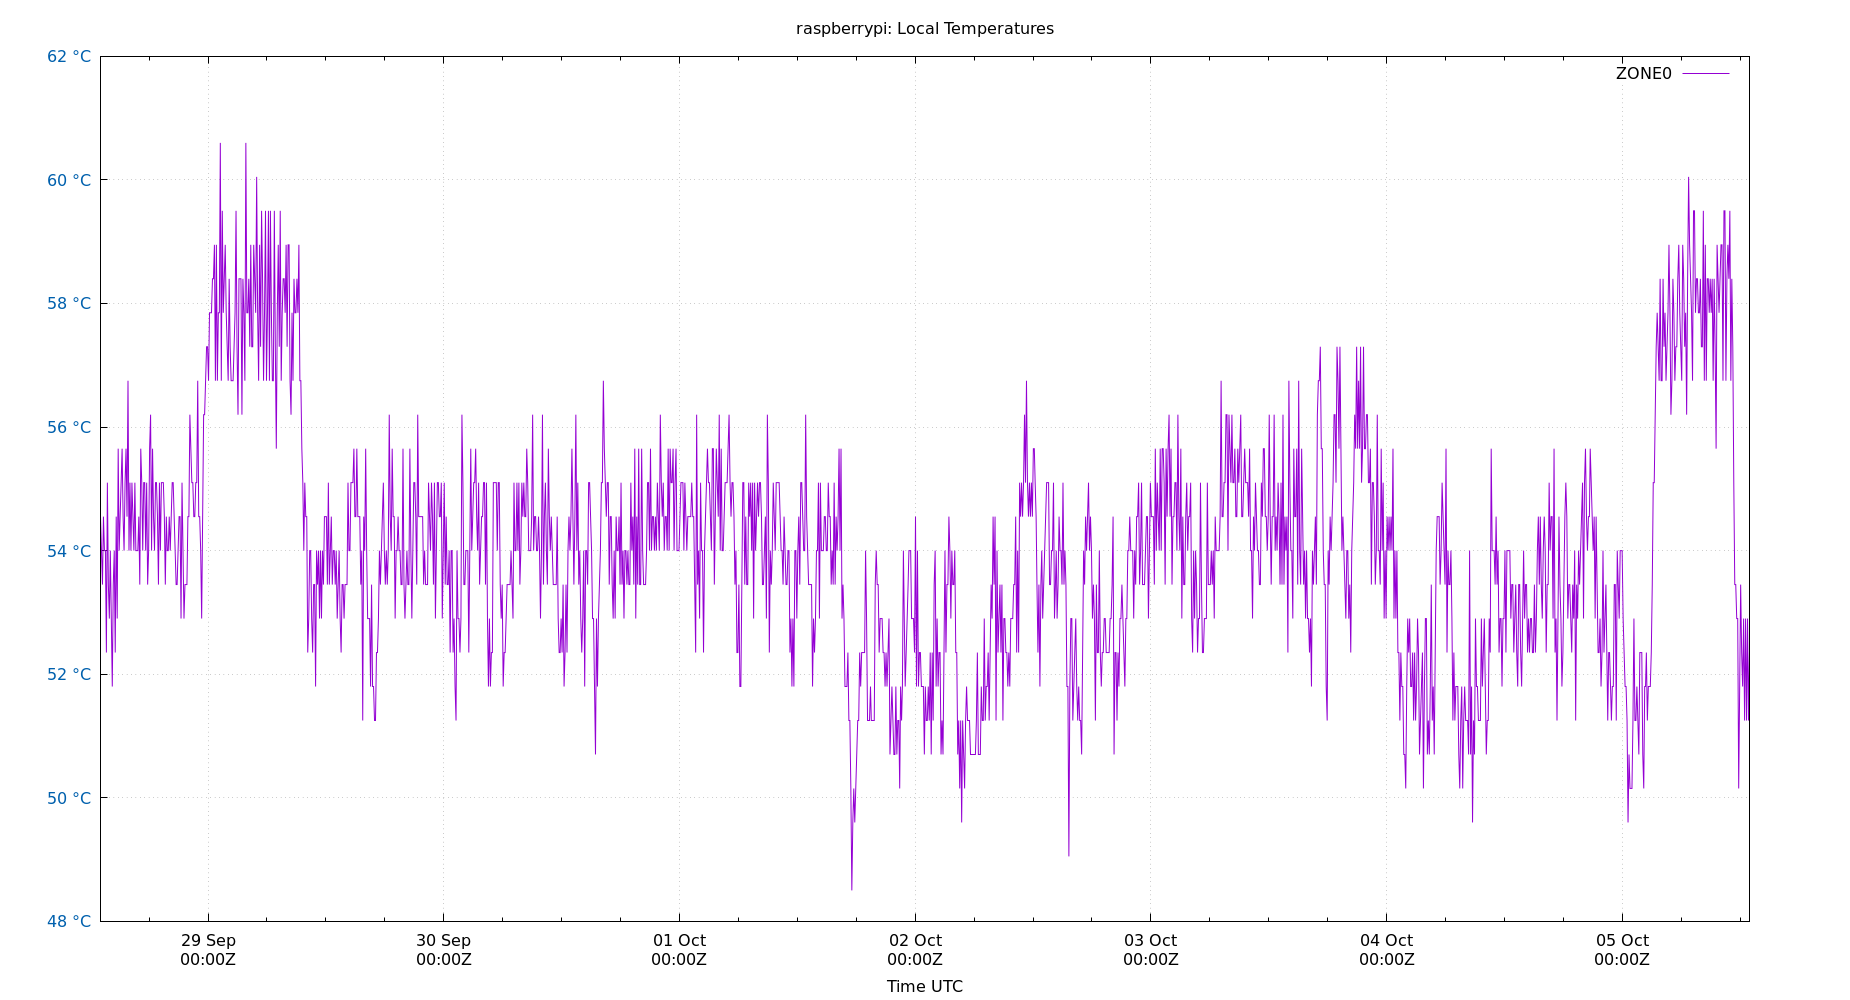 raspberrypi: Local Temperatures
62 °C
ZONE0
60 °C
58 °C
56 °C
54 °C
52 °C
50 °C
48 °C
29 Sep 30 Sep 01 Oct 02 Oct 03 Oct 04 Oct 05 Oct
00:00Z 00:00Z 00:00Z 00:00Z 00:00Z 00:00Z 00:00Z
Time UTC